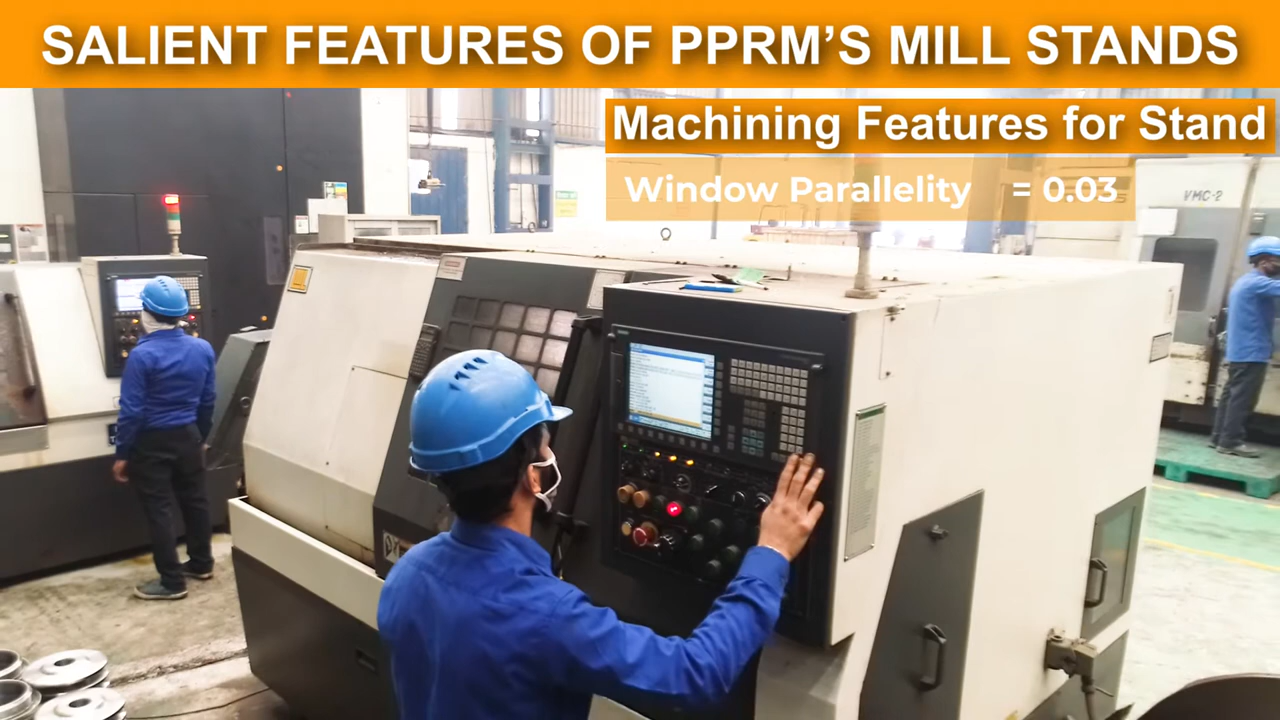 SALIENT FEATURES OF PPRM’S MILL STANDS
Machining Features for Stand
Window Parallelity = 0.03
VMC-2